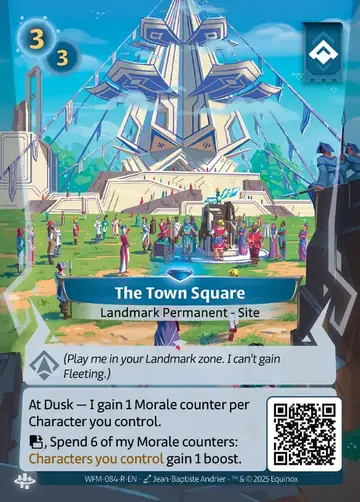 3
3
The Town Square
Landmark Permanent - Site
(Play me in your Landmark zone. I can't gain
Fleeting.)
At Dusk — I gain 1 Morale counter per
Character you control.
, Spend 6 of my Morale counters:
Characters you control gain 1 boost.
WFM-084-R-EN - Jean-Baptiste Andrier - ™ & © 2025 Equinox